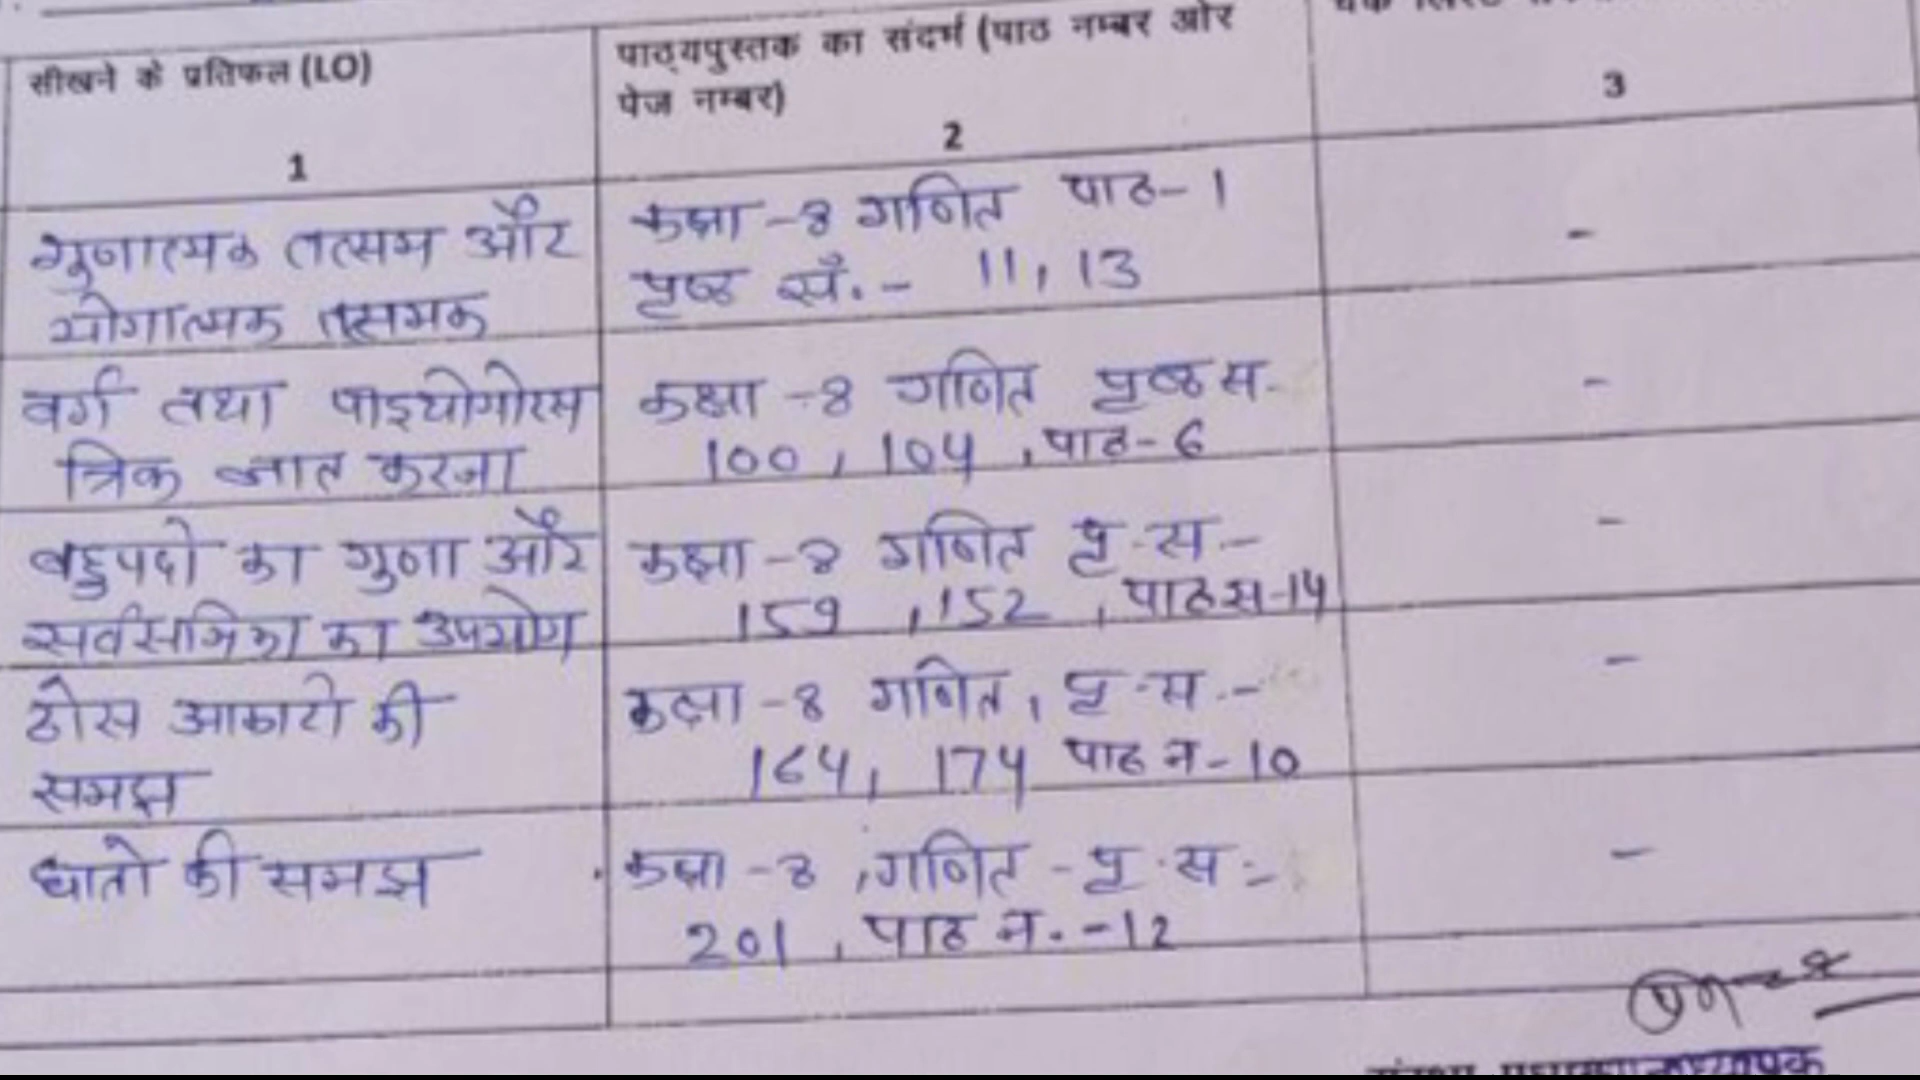 सीखने के प्रतिफल (LO)
1
पाठ्यपुस्तक का संदर्भ (पाठ नम्बर ओर
पेज नम्बर)
2
3
गुणात्मक तत्सम और
योगात्मक तत्समक
कक्षा -8 गणित पाठ- 1
पृष्ठ सं.- 11, 13
-
वर्ग तथा पाइथोगोरस
त्रिक ज्ञात करना
कक्षा -8 गणित पृष्ठ स.
100, 104, पाठ- 6
-
बहुपदो का गुणा और
सर्वसमिका का उपयोग
कक्षा -8 गणित पृ.स.-
159, 152, पाठ स-14
-
ठोस आकारो की
समझ
कक्षा -8 गणित, पृ.स.-
164, 174 पाठ न-10
-
घातो की समझ
कक्षा -8, गणित - पृ.स:-
201, पाठ न.-12
-